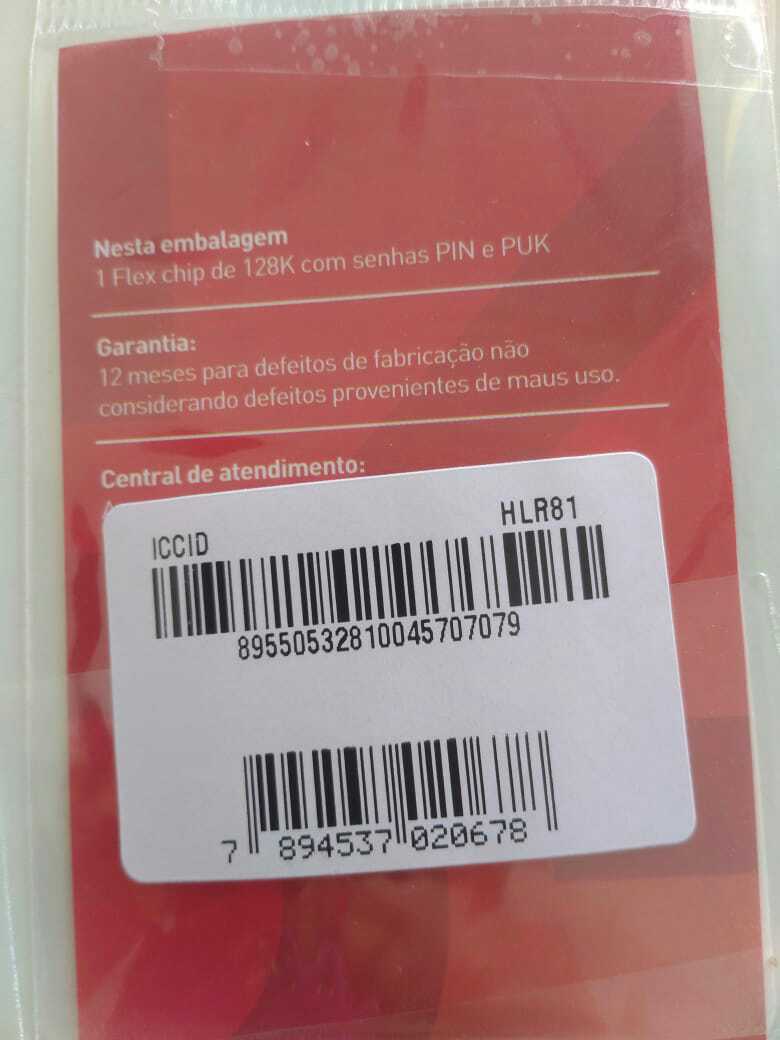 Nesta embalagem
1 Flex chip de 128K com senhas PIN e PUK
Garantia:
12 meses para defeitos de fabricação não
considerando defeitos provenientes de maus uso.
Central de atendimento:
ICCID
HLR81
89550532810045707079
7 894537 020678